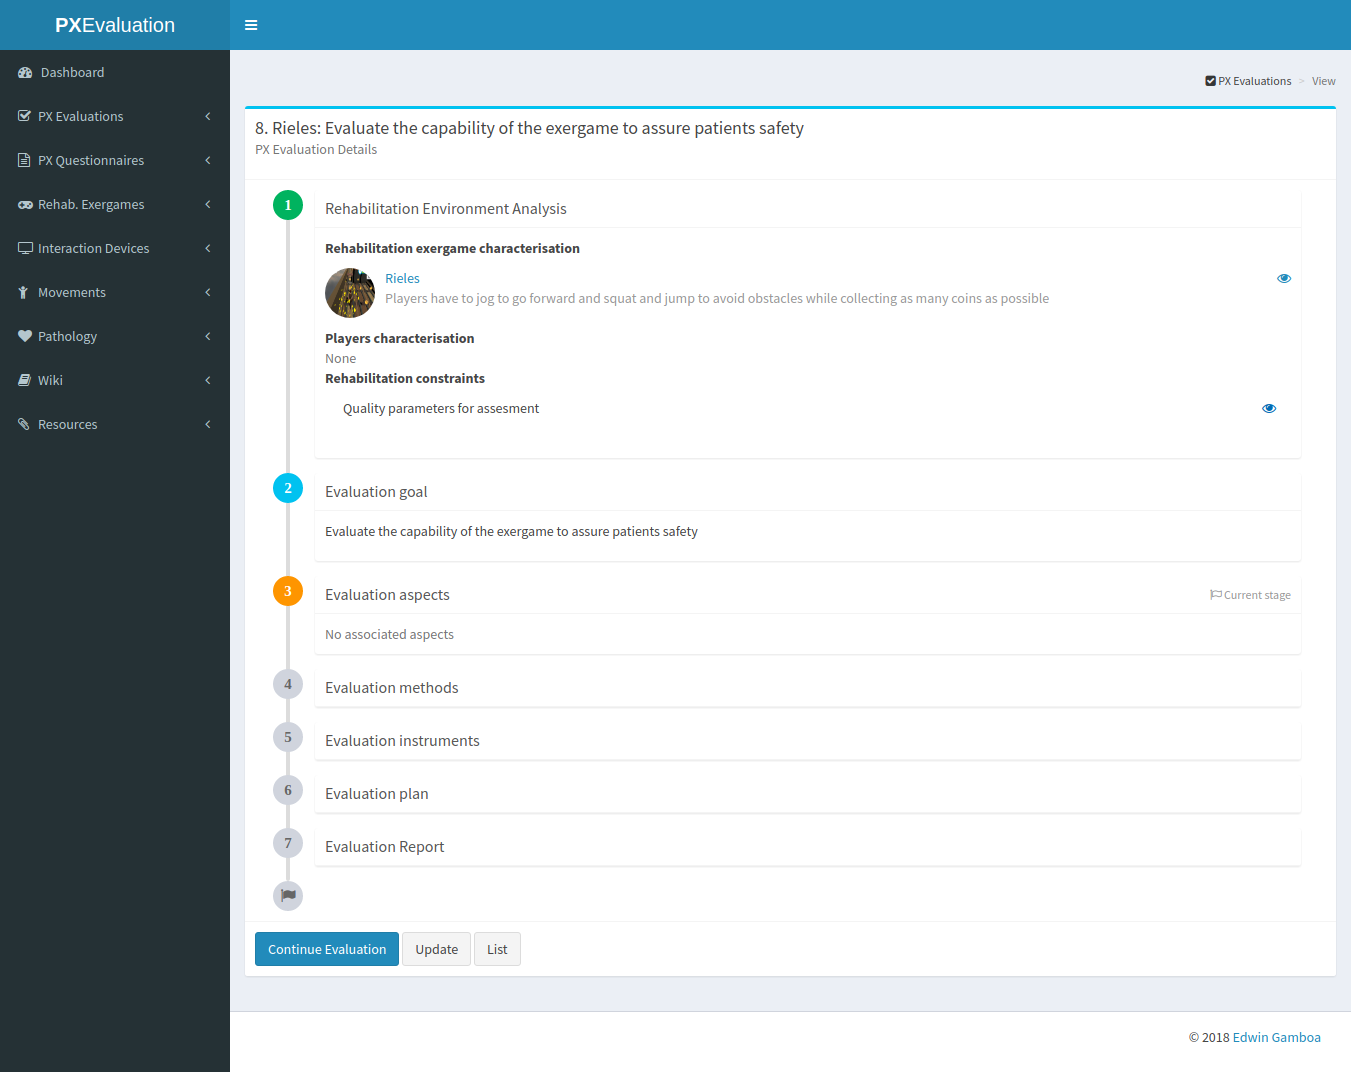 PXEvaluation
Dashboard
PX Evaluations
PX Questionnaires
Rehab. Exergames
Interaction Devices
Movements
Pathology
Wiki
Resources
PX Evaluations > View
8. Rieles: Evaluate the capability of the exergame to assure patients safety
PX Evaluation Details
1
Rehabilitation Environment Analysis
Rehabilitation exergame characterisation
Rieles
Players have to jog to go forward and squat and jump to avoid obstacles while collecting as many coins as possible
Players characterisation
None
Rehabilitation constraints
Quality parameters for assesment
2
Evaluation goal
Evaluate the capability of the exergame to assure patients safety
3
Evaluation aspects
Current stage
No associated aspects
4
Evaluation methods
5
Evaluation instruments
6
Evaluation plan
7
Evaluation Report
Continue Evaluation
Update
List
© 2018 Edwin Gamboa